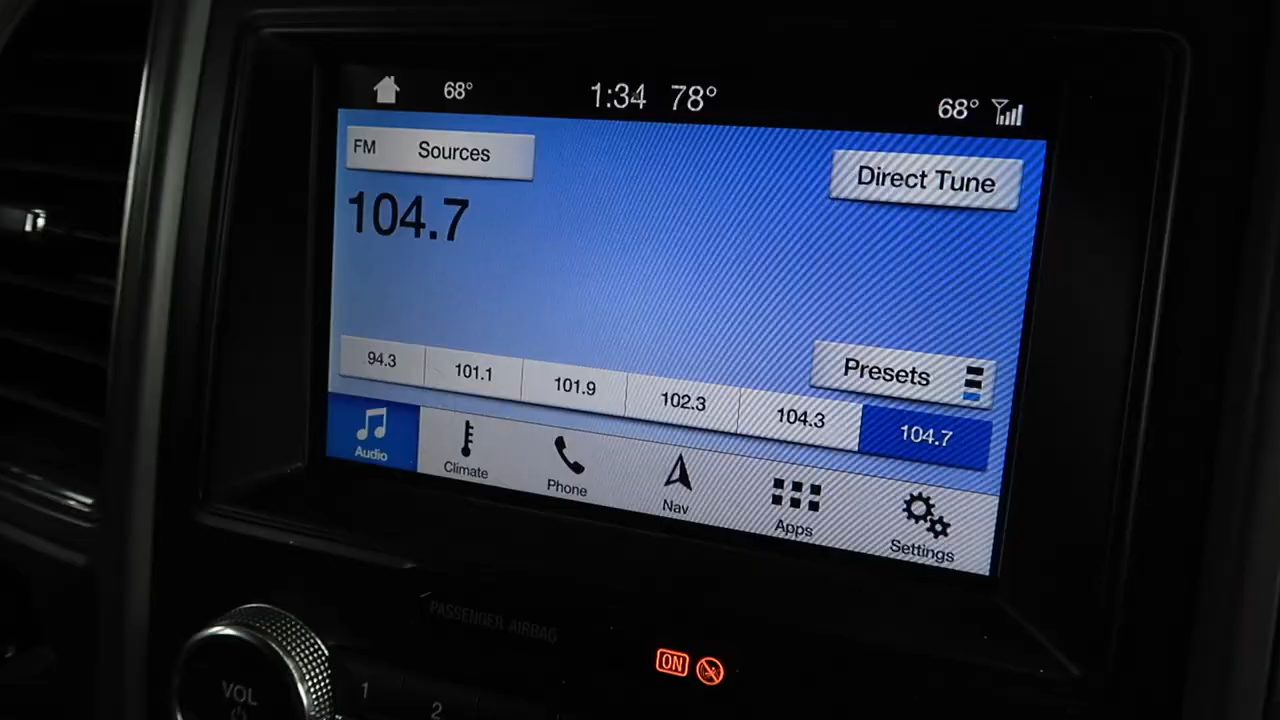 68° 1:34 78° 68°
FM Sources
Direct Tune
104.7
Presets
94.3 101.1 101.9 102.3 104.3 104.7
Audio Climate Phone Nav Apps Settings
PASSENGER AIRBAG
ON
VOL 1 2